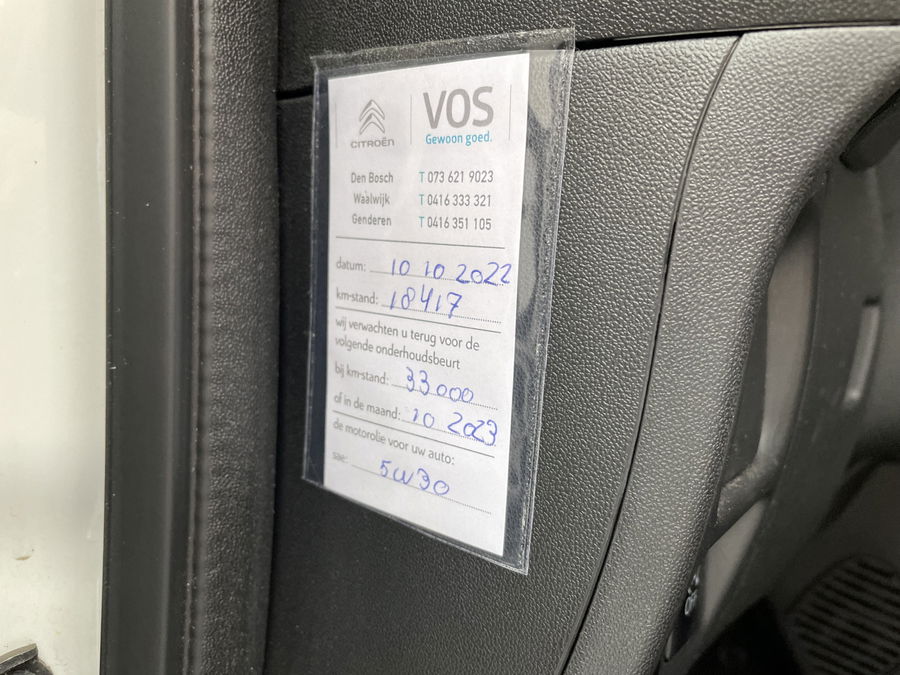 CITROËN
VOS
Gewoon goed.
Den Bosch T 073 621 9023
Waalwijk T 0416 333 321
Genderen T 0416 351 105
datum: 10 10 2022
km-stand: 18417
wij verwachten u terug voor de
volgende onderhoudsbeurt
bij km-stand: 33000
of in de maand: 10 2023
de motorolie voor uw auto:
sae: 5W30